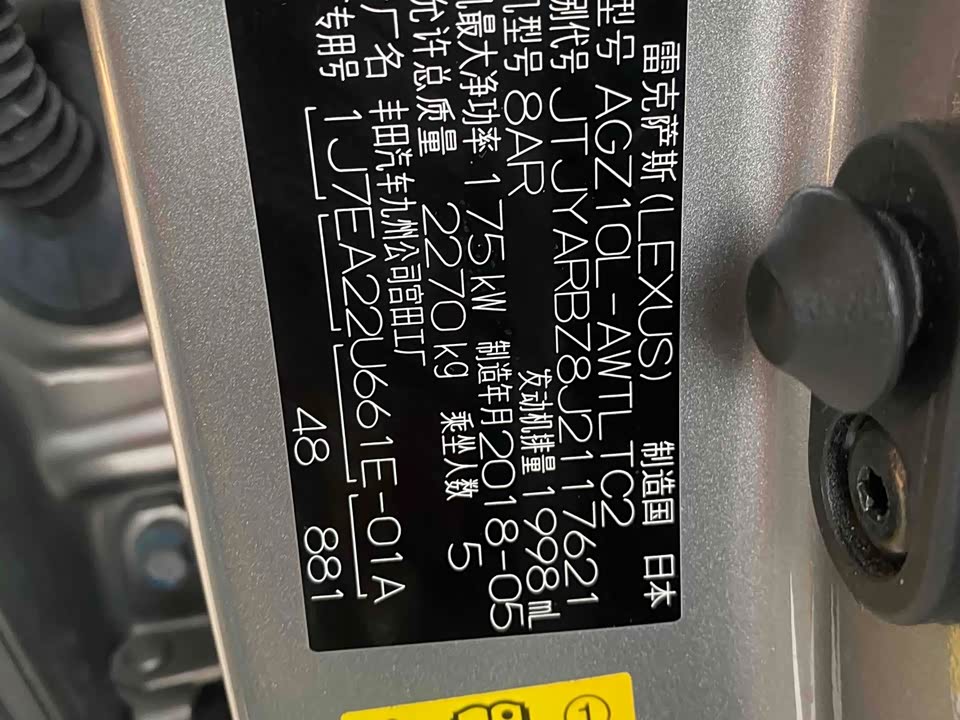 雷克萨斯(LEXUS) 制造国 日本
型号 AGZ10L-AWTLTC2
别代号 JTJYARBZ8J2117621
机型号 8AR 发动机排量 1998mL
机最大净功率 175kW 制造年月 2018-05
允许总质量 2270kg 乘坐人数 5
厂名 丰田汽车九州公司宫田工厂
专用号 1J7EA22U661E-01A
48 881
1